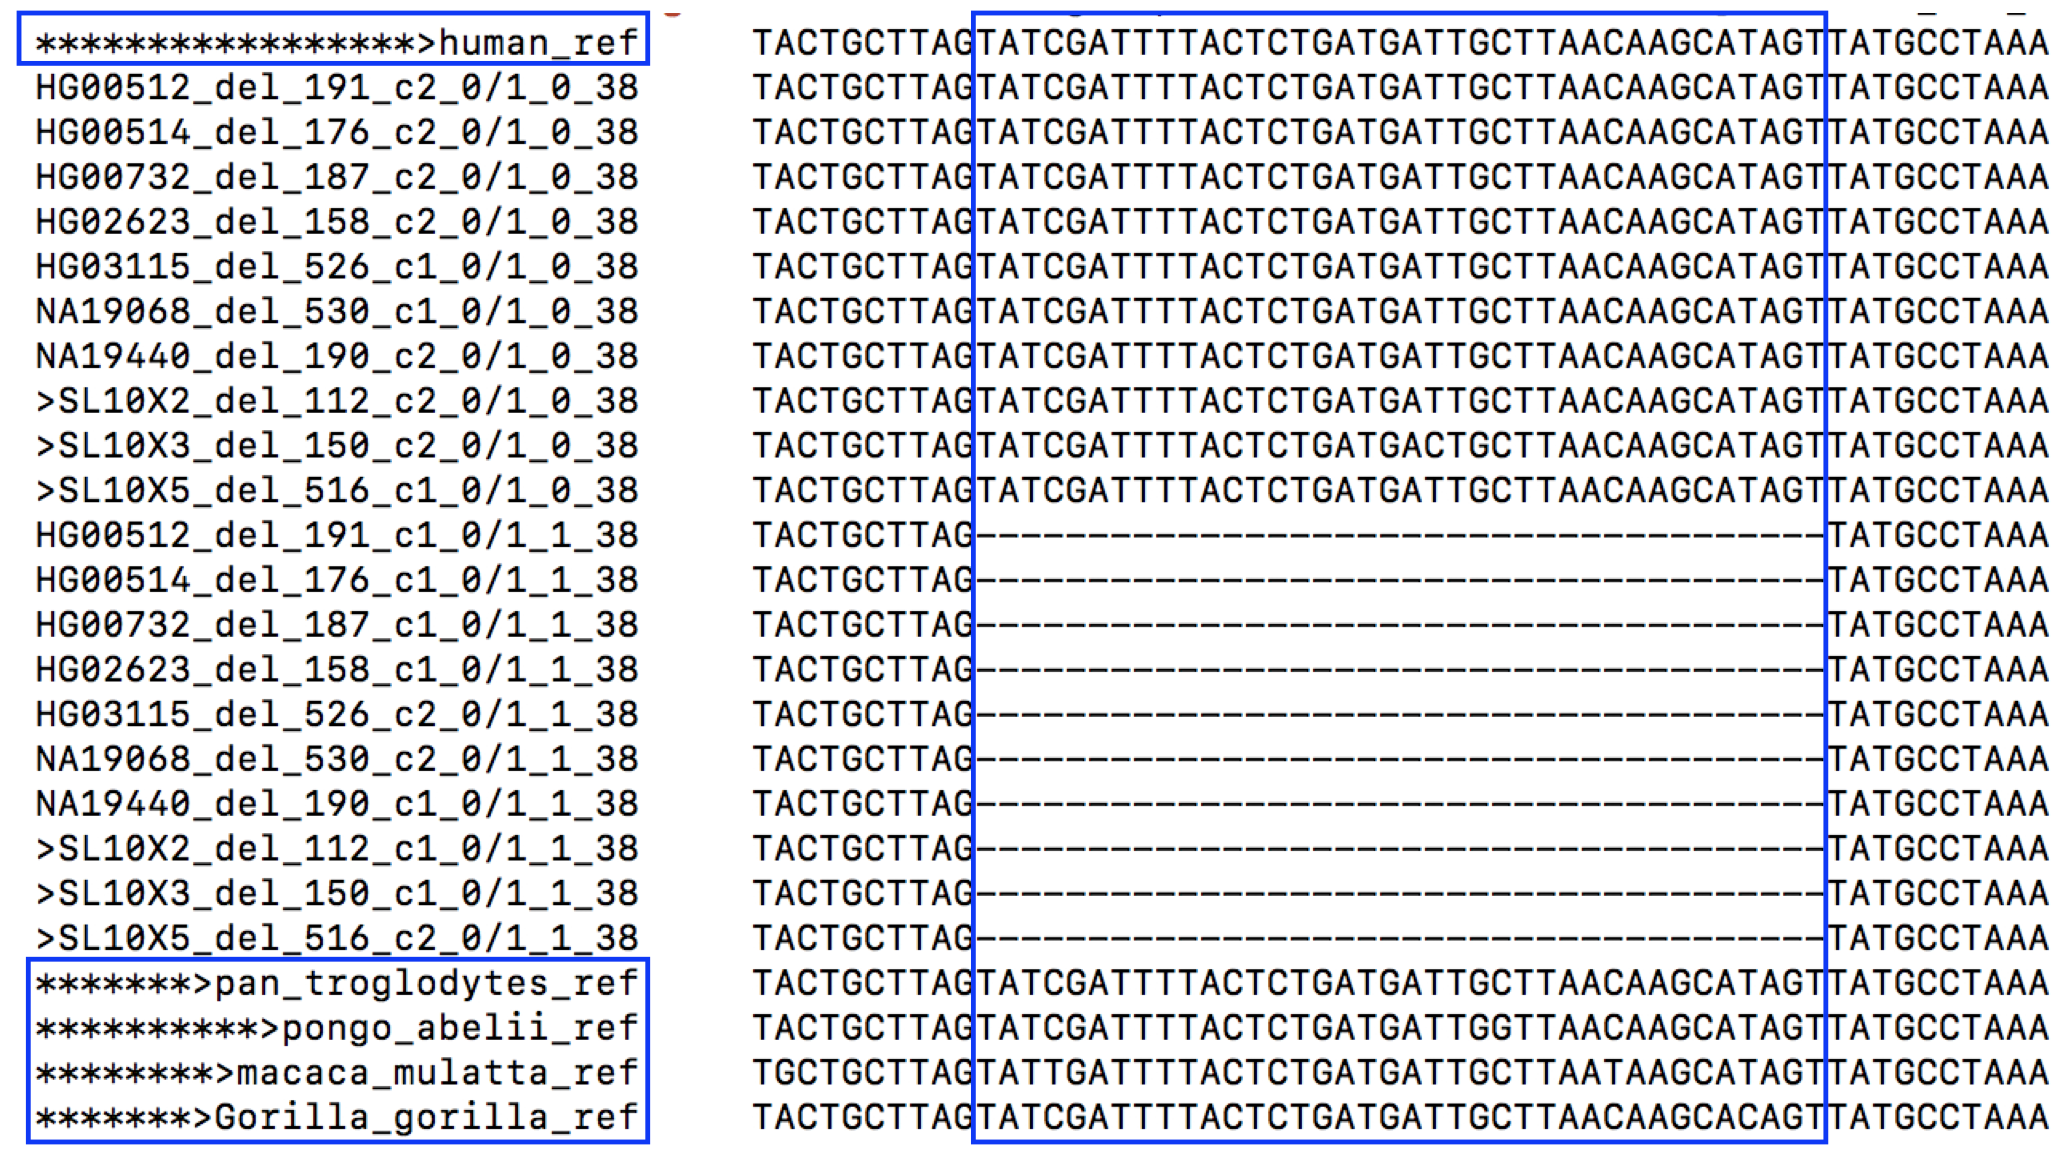 *****************>human_ref TACTGCTTAGTATCGATTTTACTCTGATGATTGCTTAACAAGCATAGTTATGCCTAAA
HG00512_del_191_c2_0/1_0_38 TACTGCTTAGTATCGATTTTACTCTGATGATTGCTTAACAAGCATAGTTATGCCTAAA
HG00514_del_176_c2_0/1_0_38 TACTGCTTAGTATCGATTTTACTCTGATGATTGCTTAACAAGCATAGTTATGCCTAAA
HG00732_del_187_c2_0/1_0_38 TACTGCTTAGTATCGATTTTACTCTGATGATTGCTTAACAAGCATAGTTATGCCTAAA
HG02623_del_158_c2_0/1_0_38 TACTGCTTAGTATCGATTTTACTCTGATGATTGCTTAACAAGCATAGTTATGCCTAAA
HG03115_del_526_c1_0/1_0_38 TACTGCTTAGTATCGATTTTACTCTGATGATTGCTTAACAAGCATAGTTATGCCTAAA
NA19068_del_530_c1_0/1_0_38 TACTGCTTAGTATCGATTTTACTCTGATGATTGCTTAACAAGCATAGTTATGCCTAAA
NA19440_del_190_c2_0/1_0_38 TACTGCTTAGTATCGATTTTACTCTGATGATTGCTTAACAAGCATAGTTATGCCTAAA
>SL10X2_del_112_c2_0/1_0_38 TACTGCTTAGTATCGATTTTACTCTGATGATTGCTTAACAAGCATAGTTATGCCTAAA
>SL10X3_del_150_c2_0/1_0_38 TACTGCTTAGTATCGATTTTACTCTGATGACTGCTTAACAAGCATAGTTATGCCTAAA
>SL10X5_del_516_c1_0/1_0_38 TACTGCTTAGTATCGATTTTACTCTGATGATTGCTTAACAAGCATAGTTATGCCTAAA
HG00512_del_191_c1_0/1_1_38 TACTGCTTAG--------------------------------------TATGCCTAAA
HG00514_del_176_c1_0/1_1_38 TACTGCTTAG--------------------------------------TATGCCTAAA
HG00732_del_187_c1_0/1_1_38 TACTGCTTAG--------------------------------------TATGCCTAAA
HG02623_del_158_c1_0/1_1_38 TACTGCTTAG--------------------------------------TATGCCTAAA
HG03115_del_526_c2_0/1_1_38 TACTGCTTAG--------------------------------------TATGCCTAAA
NA19068_del_530_c2_0/1_1_38 TACTGCTTAG--------------------------------------TATGCCTAAA
NA19440_del_190_c1_0/1_1_38 TACTGCTTAG--------------------------------------TATGCCTAAA
>SL10X2_del_112_c1_0/1_1_38 TACTGCTTAG--------------------------------------TATGCCTAAA
>SL10X3_del_150_c1_0/1_1_38 TACTGCTTAG--------------------------------------TATGCCTAAA
>SL10X5_del_516_c2_0/1_1_38 TACTGCTTAG--------------------------------------TATGCCTAAA
*******>pan_troglodytes_ref TACTGCTTAGTATCGATTTTACTCTGATGATTGCTTAACAAGCATAGTTATGCCTAAA
**********>pongo_abelii_ref TACTGCTTAGTATCGATTTTACTCTGATGATTGGTTAACAAGCATAGTTATGCCTAAA
********>macaca_mulatta_ref TGCTGCTTAGTATTGATTTTACTCTGATGATTGCTTAATAAGCATAGTTATGCCTAAA
*******>Gorilla_gorilla_ref TACTGCTTAGTATCGATTTTACTCTGATGATTGCTTAACAAGCACAGTTATGCCTAAA